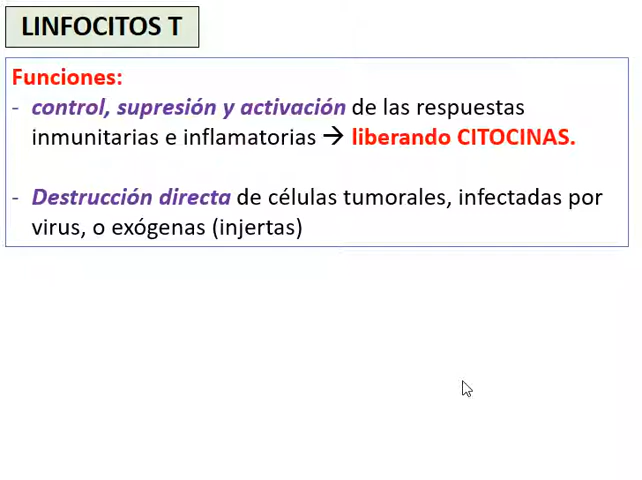 LINFOCITOS T
Funciones:
- control, supresión y activación de las respuestas
inmunitarias e inflamatorias → liberando CITOCINAS.
- Destrucción directa de células tumorales, infectadas por
virus, o exógenas (injertas)